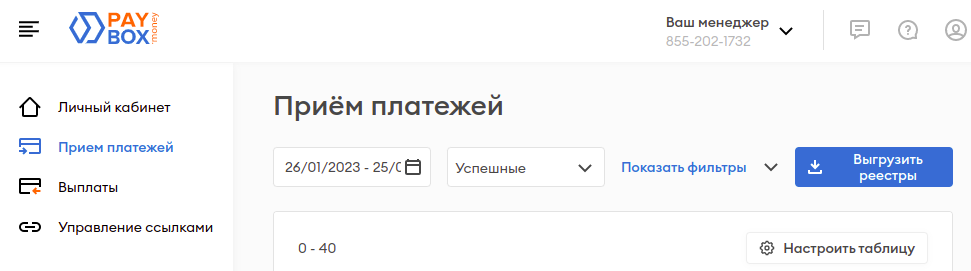 PAY
BOX
money
Ваш менеджер
855-202-1732
Личный кабинет
Прием платежей
Выплаты
Управление ссылками
Приём платежей
26/01/2023 - 25/0
Успешные
Показать фильтры
Выгрузить
реестры
0 - 40
Настроить таблицу